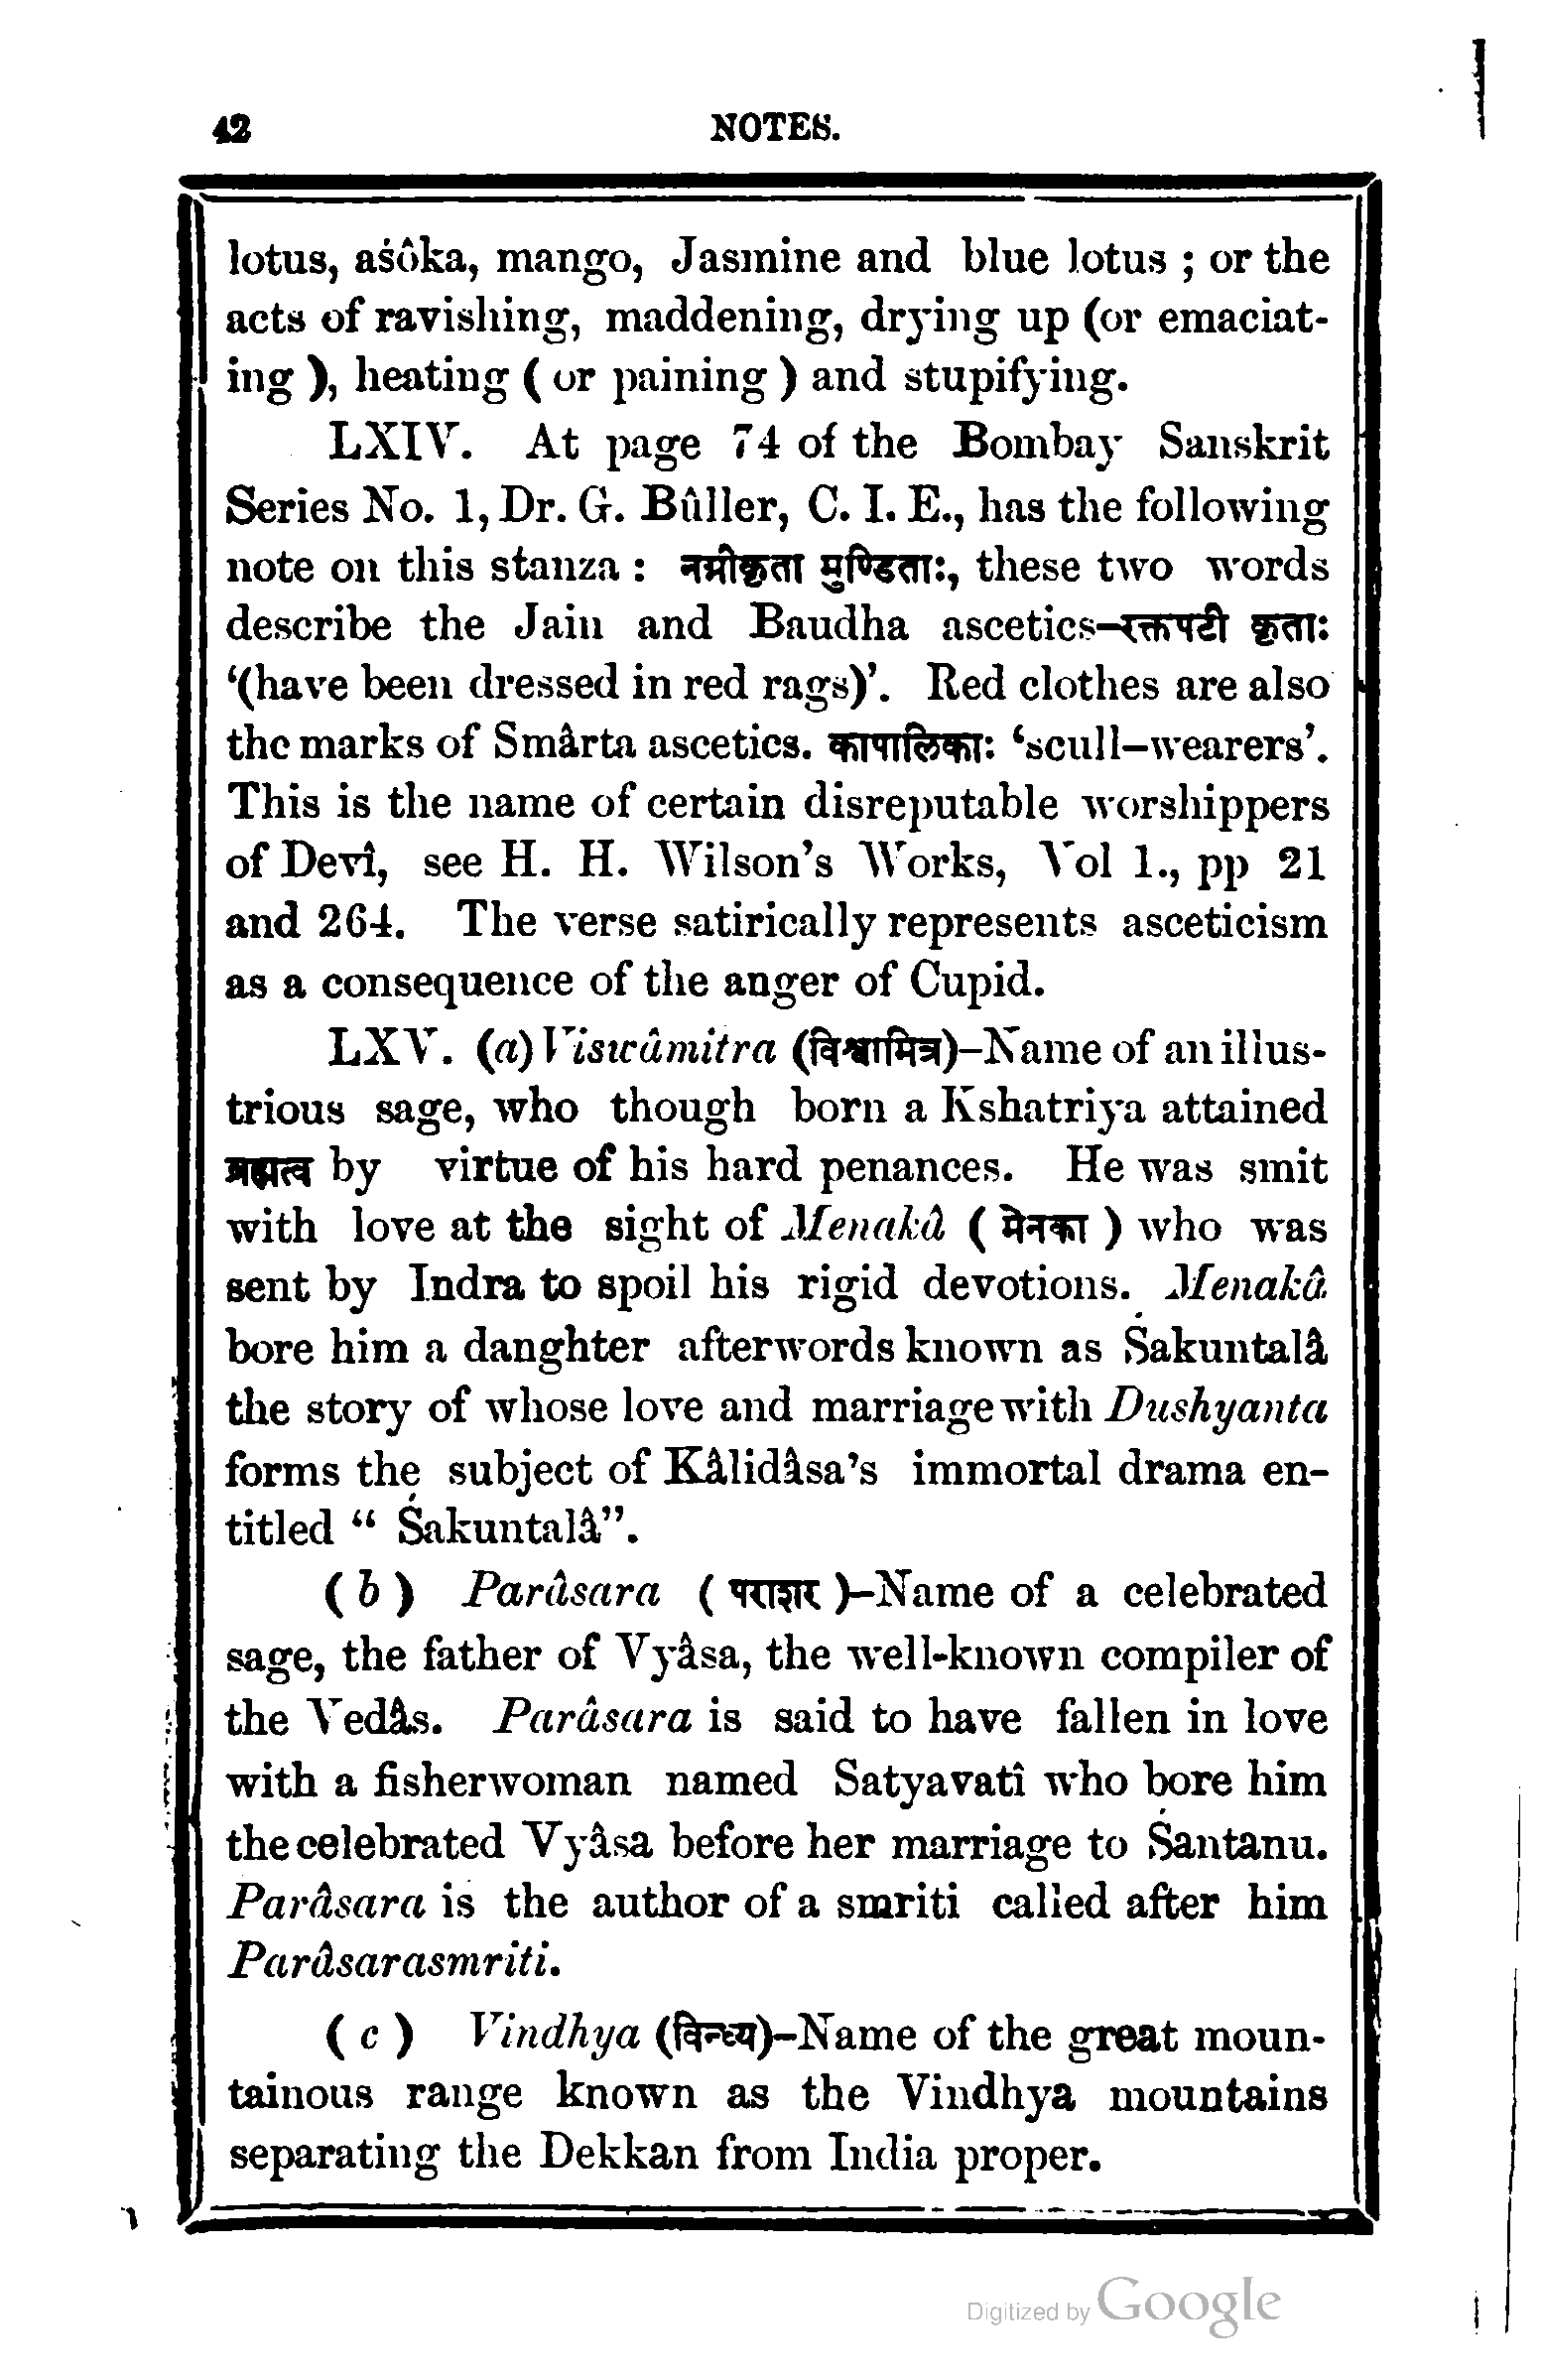 42 NOTES.
lotus, aśôka, mango, Jasmine and blue lotus ; or the
acts of ravishing, maddening, drying up (or emaciat-
ing ), heating ( or paining ) and stupifying.
LXIV. At page 74 of the Bombay Sanskrit
Series No. 1, Dr. G. Bûller, C. I. E., has the following
note on this stanza : नग्नीकृता मुण्डिताः, these two words
describe the Jain and Baudha ascetics–रक्तपटी कृताः
‘(have been dressed in red rags)’. Red clothes are also
the marks of Smârta ascetics. कापालिकाः ‘scull–wearers’.
This is the name of certain disreputable worshippers
of Devî, see H. H. Wilson’s Works, Vol 1., pp 21
and 264. The verse satirically represents asceticism
as a consequence of the anger of Cupid.
LXV. (a) Viswâmitra (विश्वामित्र)–Name of an illus-
trious sage, who though born a Kshatriya attained
ब्रह्मत्व by virtue of his hard penances. He was smit
with love at the sight of Menakâ ( मेनका ) who was
sent by Indra to spoil his rigid devotions. Menakâ
bore him a danghter afterwords known as Śakuntalâ
the story of whose love and marriage with Dushyanta
forms the subject of Kâlidâsa’s immortal drama en-
titled “ Śakuntalâ”.
( b ) Parâsara ( पराशर )–Name of a celebrated
sage, the father of Vyâsa, the well-known compiler of
the Vedâs. Parâsara is said to have fallen in love
with a fisherwoman named Satyavatî who bore him
the celebrated Vyâsa before her marriage to Śantanu.
Parâsara is the author of a smriti called after him
Parâsarasmriti.
( c ) Vindhya (विन्ध्य)–Name of the great moun-
tainous range known as the Vindhya mountains
separating the Dekkan from India proper.
Digitized by Google